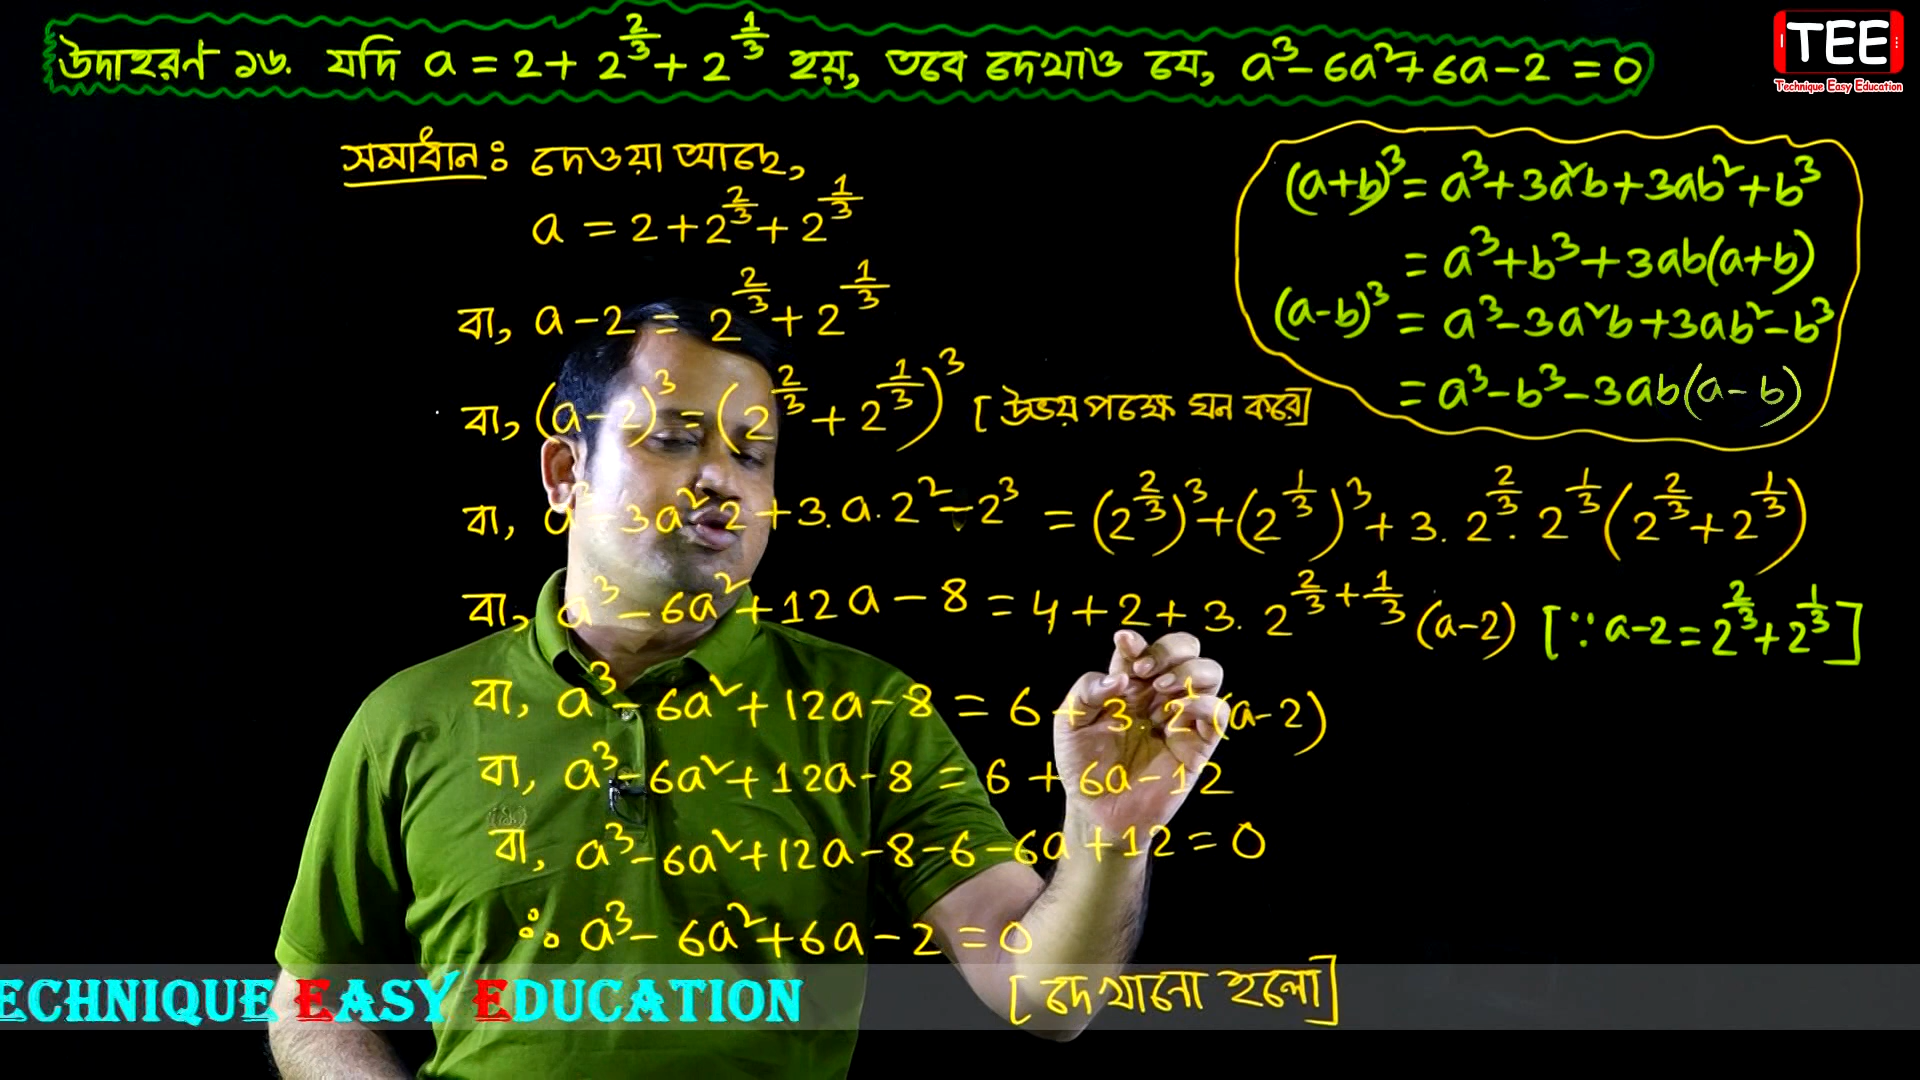 উদাহরণ ১৬. যদি a = 2 + 2^{2/3} + 2^{1/3} হয়, তবে দেখাও যে, a³ - 6a² + 6a - 2 = 0
TEE
Technique Easy Education
সমাধান: দেওয়া আছে,
a = 2 + 2^{2/3} + 2^{1/3}
বা, a - 2 = 2^{2/3} + 2^{1/3}
বা, (a - 2)³ = (2^{2/3} + 2^{1/3})³ [উভয় পক্ষে ঘন করে]
বা, a³ - 3a²2 + 3.a.2² - 2³ = (2^{2/3})³ + (2^{1/3})³ + 3. 2^{2/3}. 2^{1/3} (2^{2/3} + 2^{1/3})
বা, a³ - 6a² + 12a - 8 = 4 + 2 + 3. 2^{2/3 + 1/3} (a-2) [∵ a-2 = 2^{2/3} + 2^{1/3}]
বা, a³ - 6a² + 12a - 8 = 6 + 3. 2¹ (a-2)
বা, a³ - 6a² + 12a - 8 = 6 + 6a - 12
বা, a³ - 6a² + 12a - 8 - 6 - 6a + 12 = 0
∴ a³ - 6a² + 6a - 2 = 0
[দেখানো হলো]
(a+b)³ = a³ + 3a²b + 3ab² + b³
= a³ + b³ + 3ab(a+b)
(a-b)³ = a³ - 3a²b + 3ab² - b³
= a³ - b³ - 3ab(a-b)
ECHNIQUE EASY EDUCATION